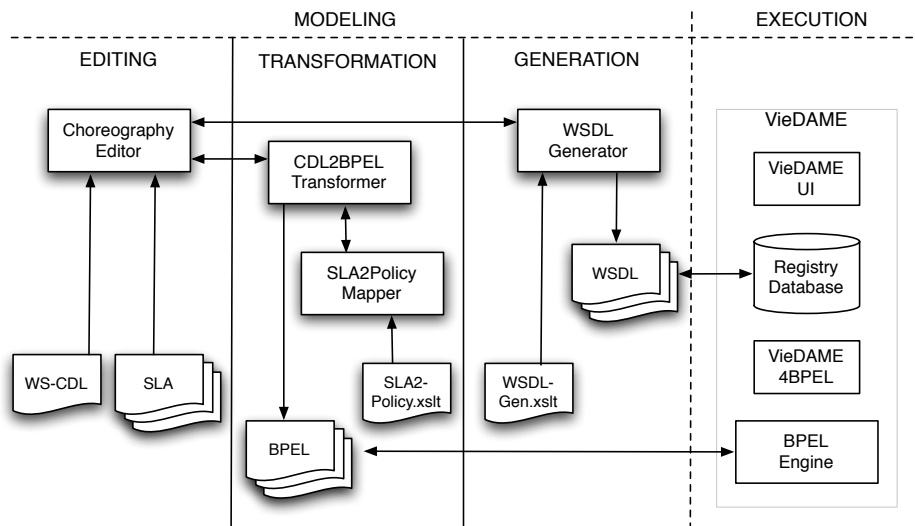 MODELING
EXECUTION
EDITING
TRANSFORMATION
GENERATION
Choreography
Editor
CDL2BPEL
Transformer
SLA2Policy
Mapper
WSDL
Generator
WSDL
WS-CDL
SLA
SLA2-
Policy.xslt
WSDL-
Gen.xslt
BPEL
VieDAME
VieDAME
UI
Registry
Database
VieDAME
4BPEL
BPEL
Engine